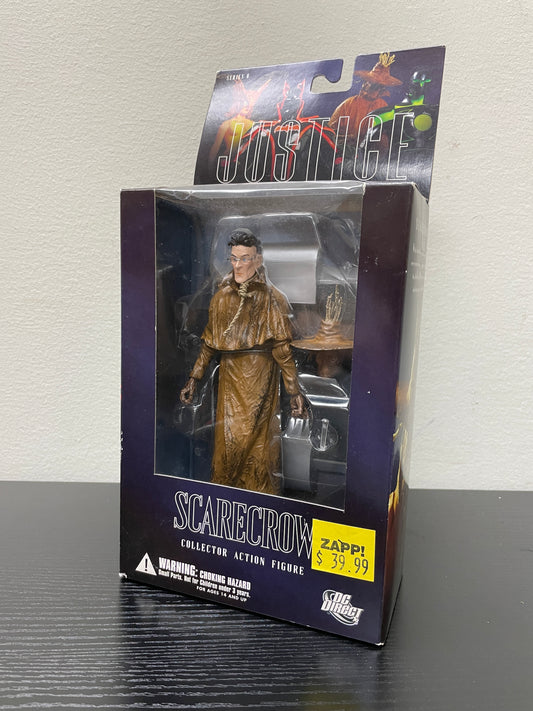 SERIES 8
JUSTICE
SCARECROW
COLLECTOR ACTION FIGURE
ZAPP!
$ 39.99
WARNING: CHOKING HAZARD
Small Parts. Not for Children under 3 years.
FOR AGES 14 AND UP
DC
DIRECT